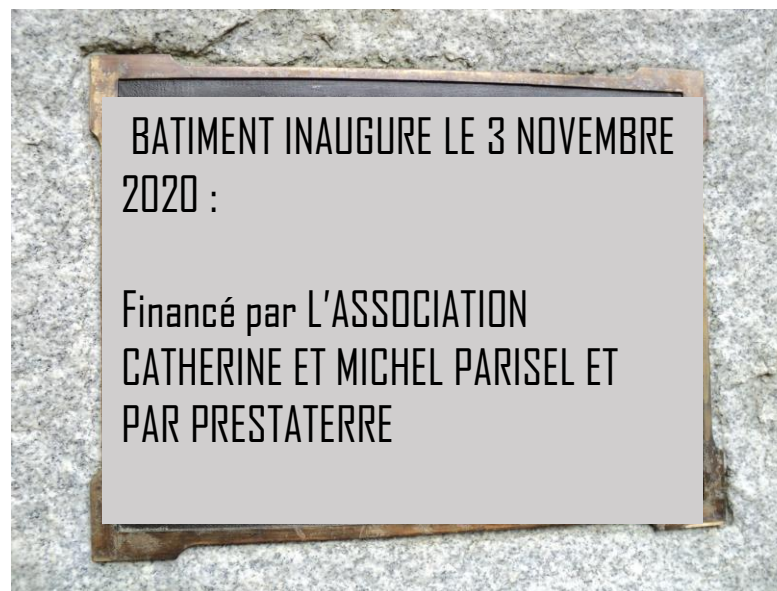 BATIMENT INAUGURE LE 3 NOVEMBRE
2020 :
Financé par L'ASSOCIATION
CATHERINE ET MICHEL PARISEL ET
PAR PRESTATERRE